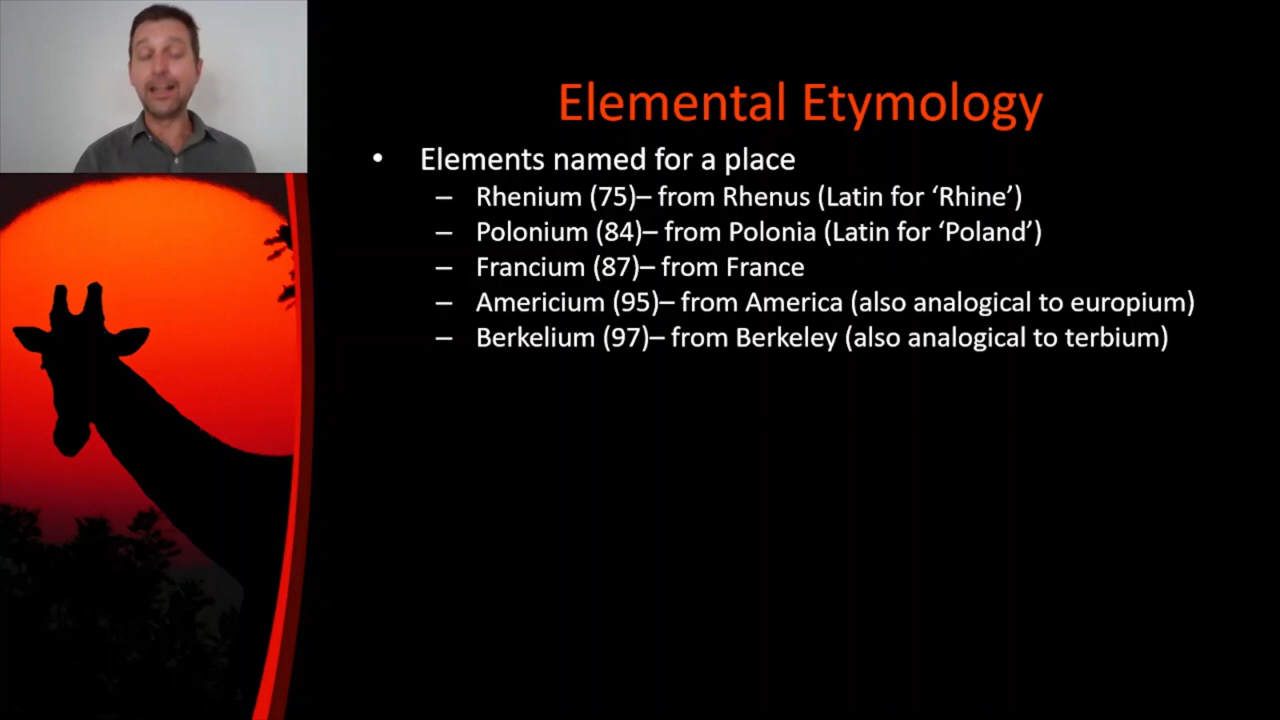 Elemental Etymology
• Elements named for a place
– Rhenium (75)– from Rhenus (Latin for ‘Rhine’)
– Polonium (84)– from Polonia (Latin for ‘Poland’)
– Francium (87)– from France
– Americium (95)– from America (also analogical to europium)
– Berkelium (97)– from Berkeley (also analogical to terbium)